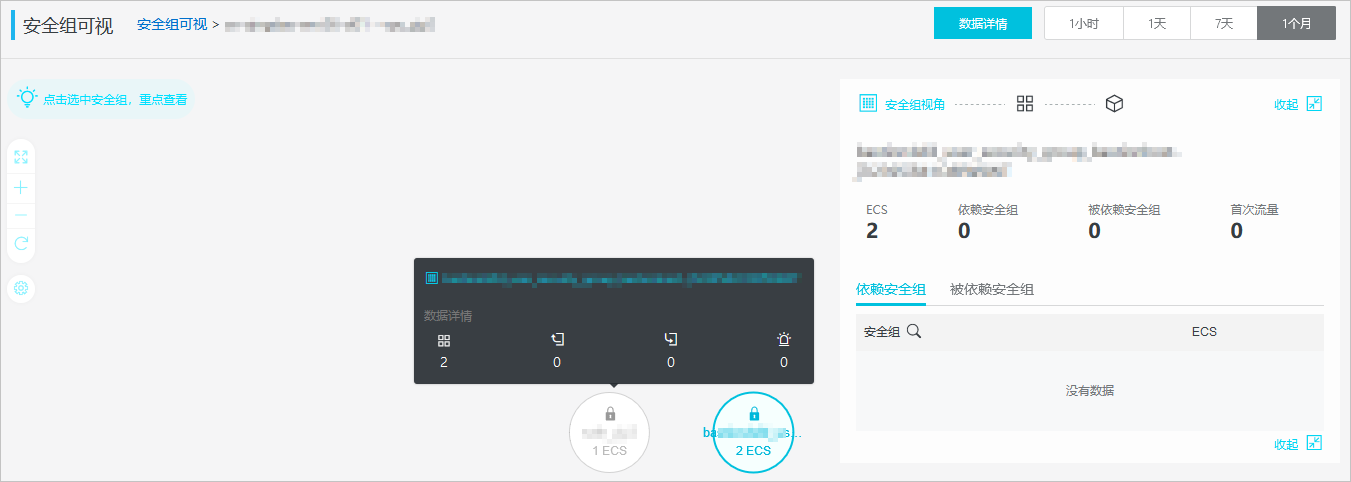 安全组可视
安全组可视 >
数据详情
1小时
1天
7天
1个月
点击选中安全组，重点查看
安全组视角
收起
ECS
依赖安全组
被依赖安全组
首次流量
2
0
0
0
数据详情
2
0
0
0
依赖安全组
被依赖安全组
安全组
ECS
没有数据
收起
1 ECS
2 ECS